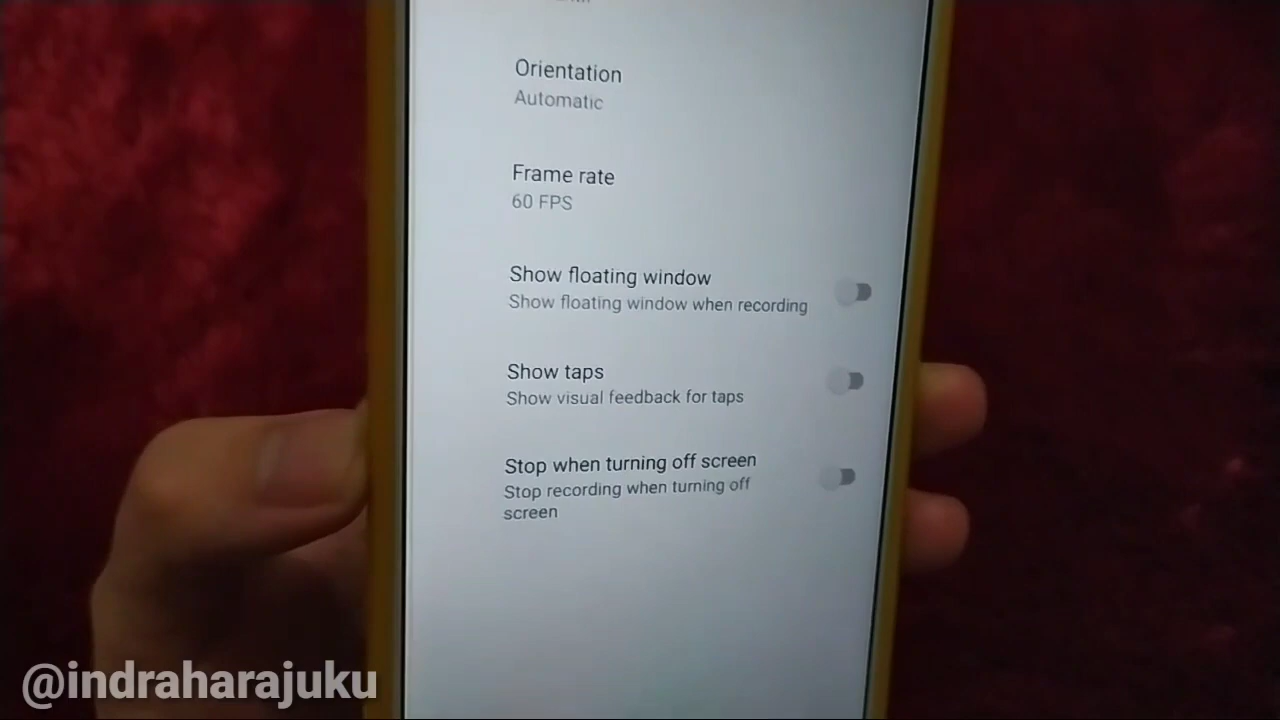 Orientation
Automatic
Frame rate
60 FPS
Show floating window
Show floating window when recording
Show taps
Show visual feedback for taps
Stop when turning off screen
Stop recording when turning off
screen
@indraharajuku